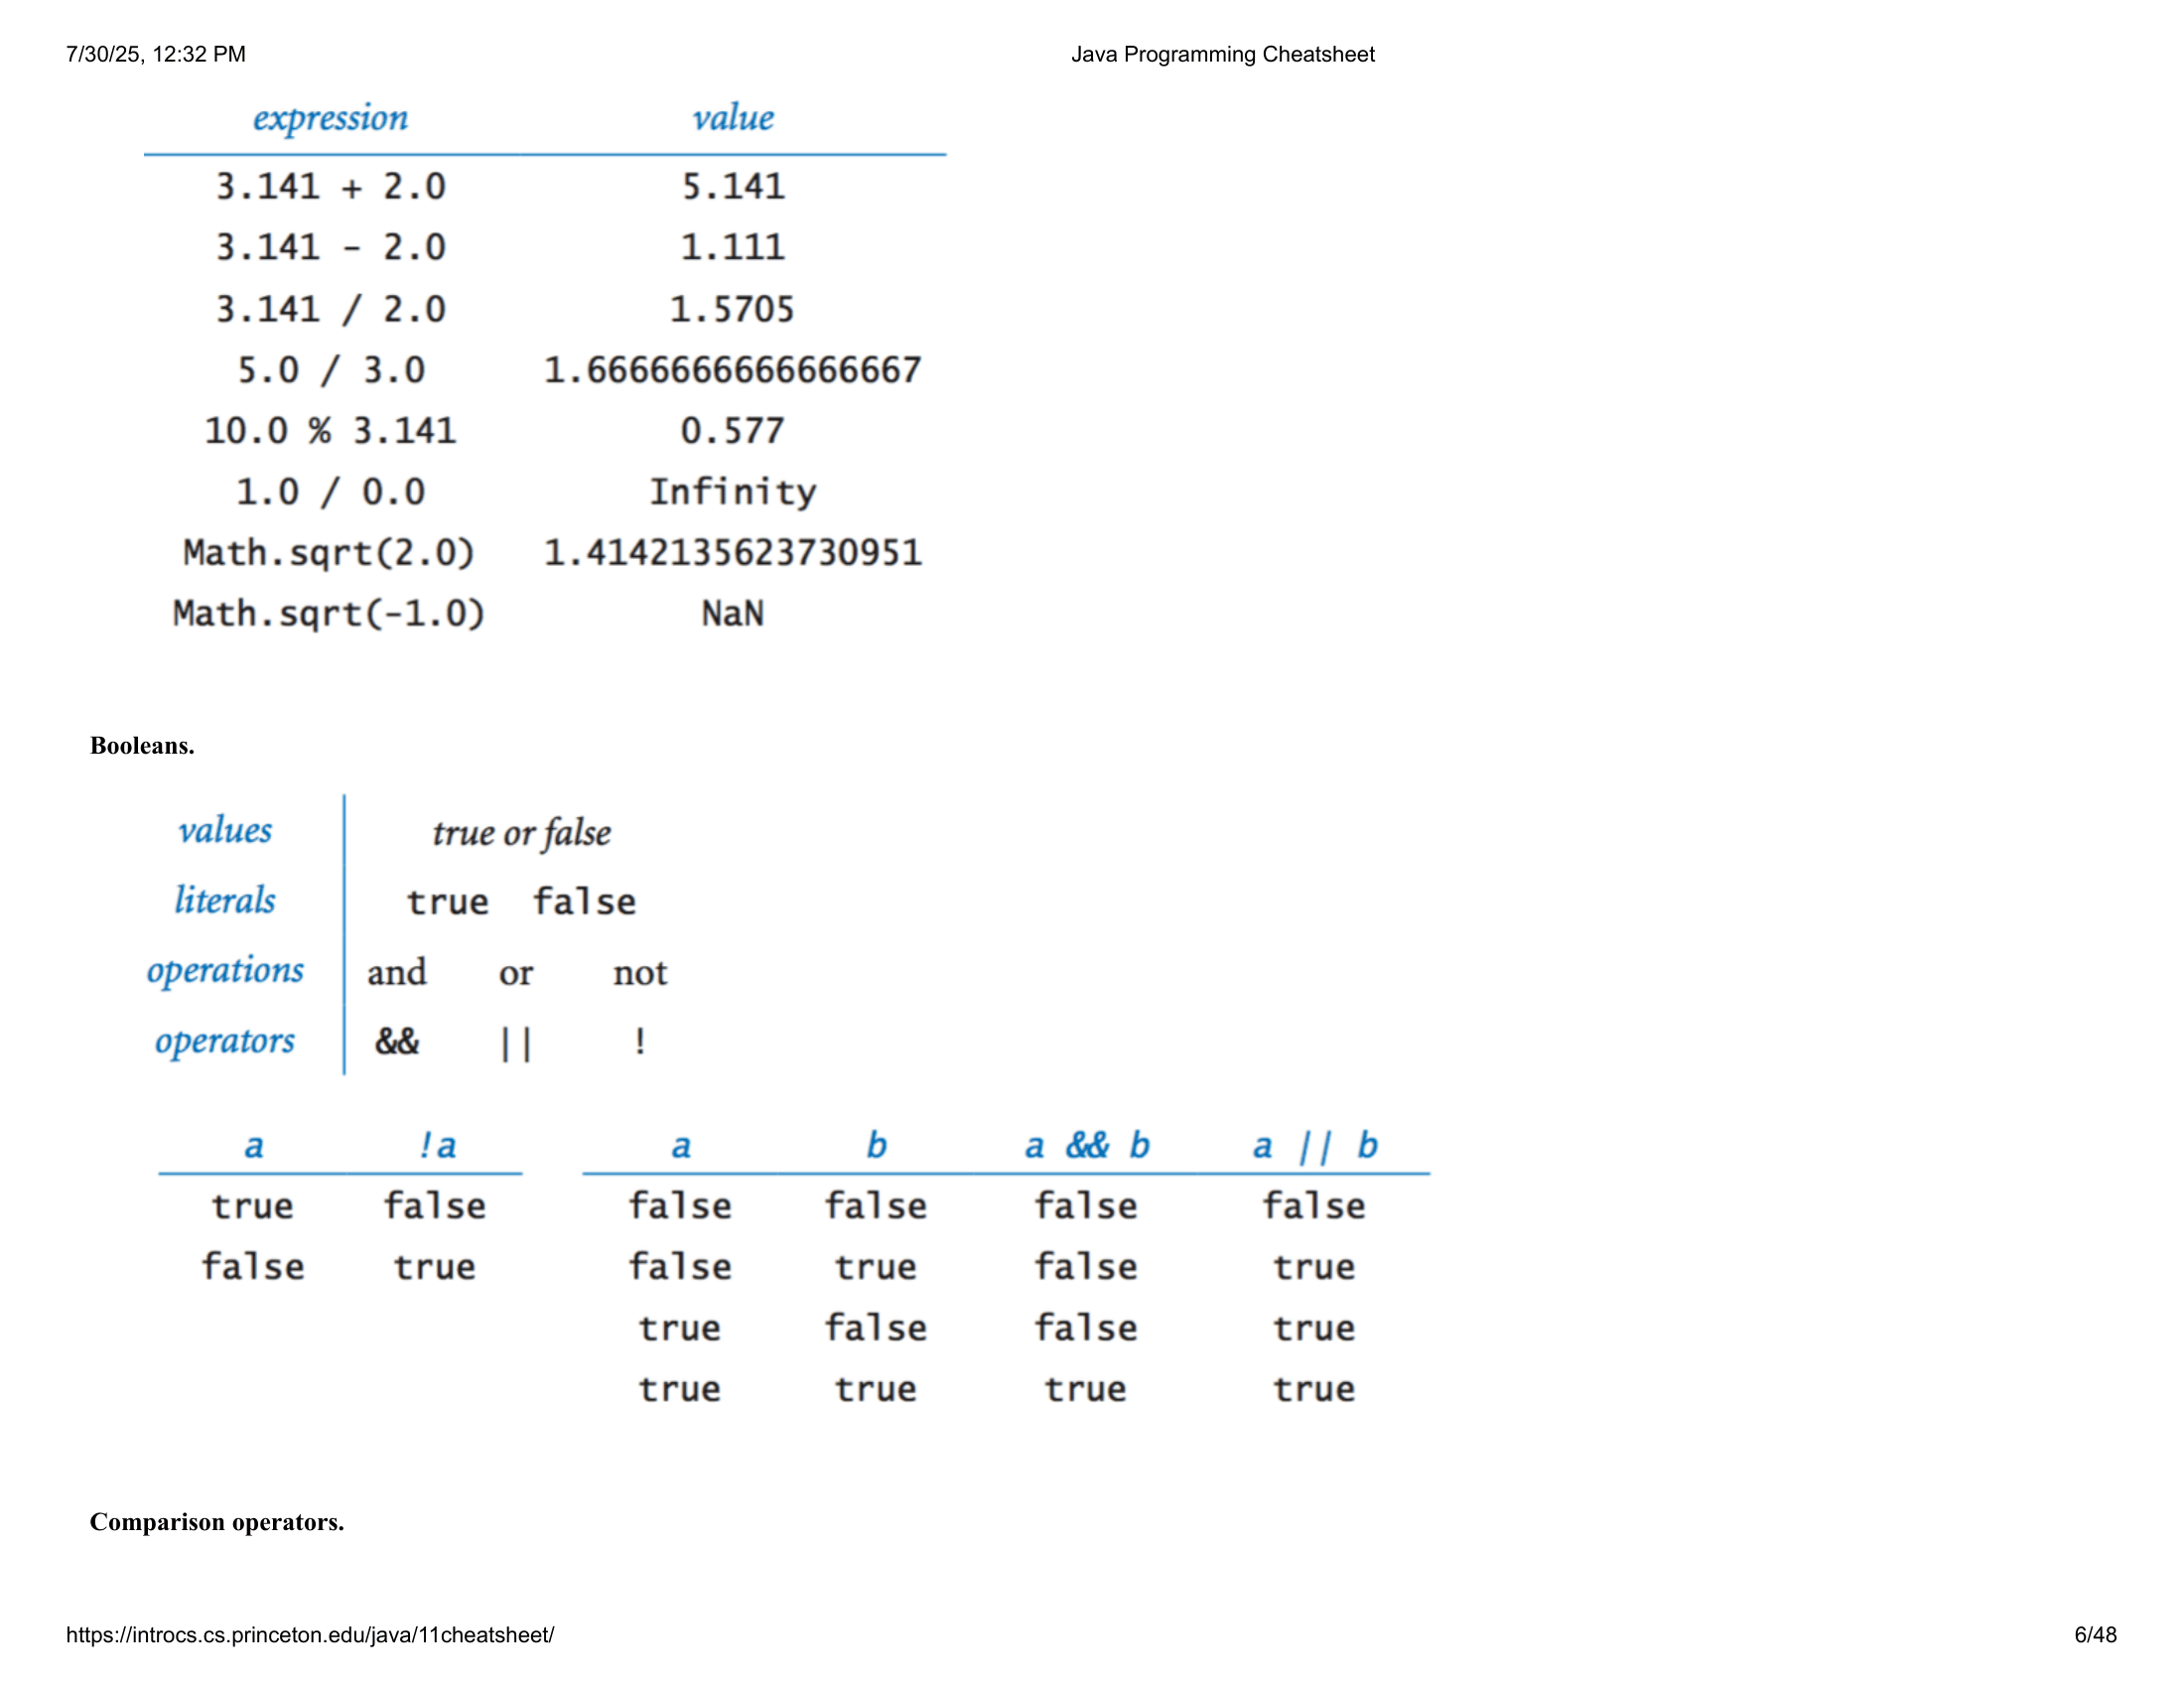 7/30/25, 12:32 PM Java Programming Cheatsheet
expression value
3.141 + 2.0 5.141
3.141 - 2.0 1.111
3.141 / 2.0 1.5705
5.0 / 3.0 1.6666666666666667
10.0 % 3.141 0.577
1.0 / 0.0 Infinity
Math.sqrt(2.0) 1.4142135623730951
Math.sqrt(-1.0) NaN
Booleans.
values true or false
literals true false
operations and or not
operators && || !
a !a a b a && b a || b
true false false false false false
false true false true false true
true false false true
true true true true
Comparison operators.
https://introcs.cs.princeton.edu/java/11cheatsheet/ 6/48